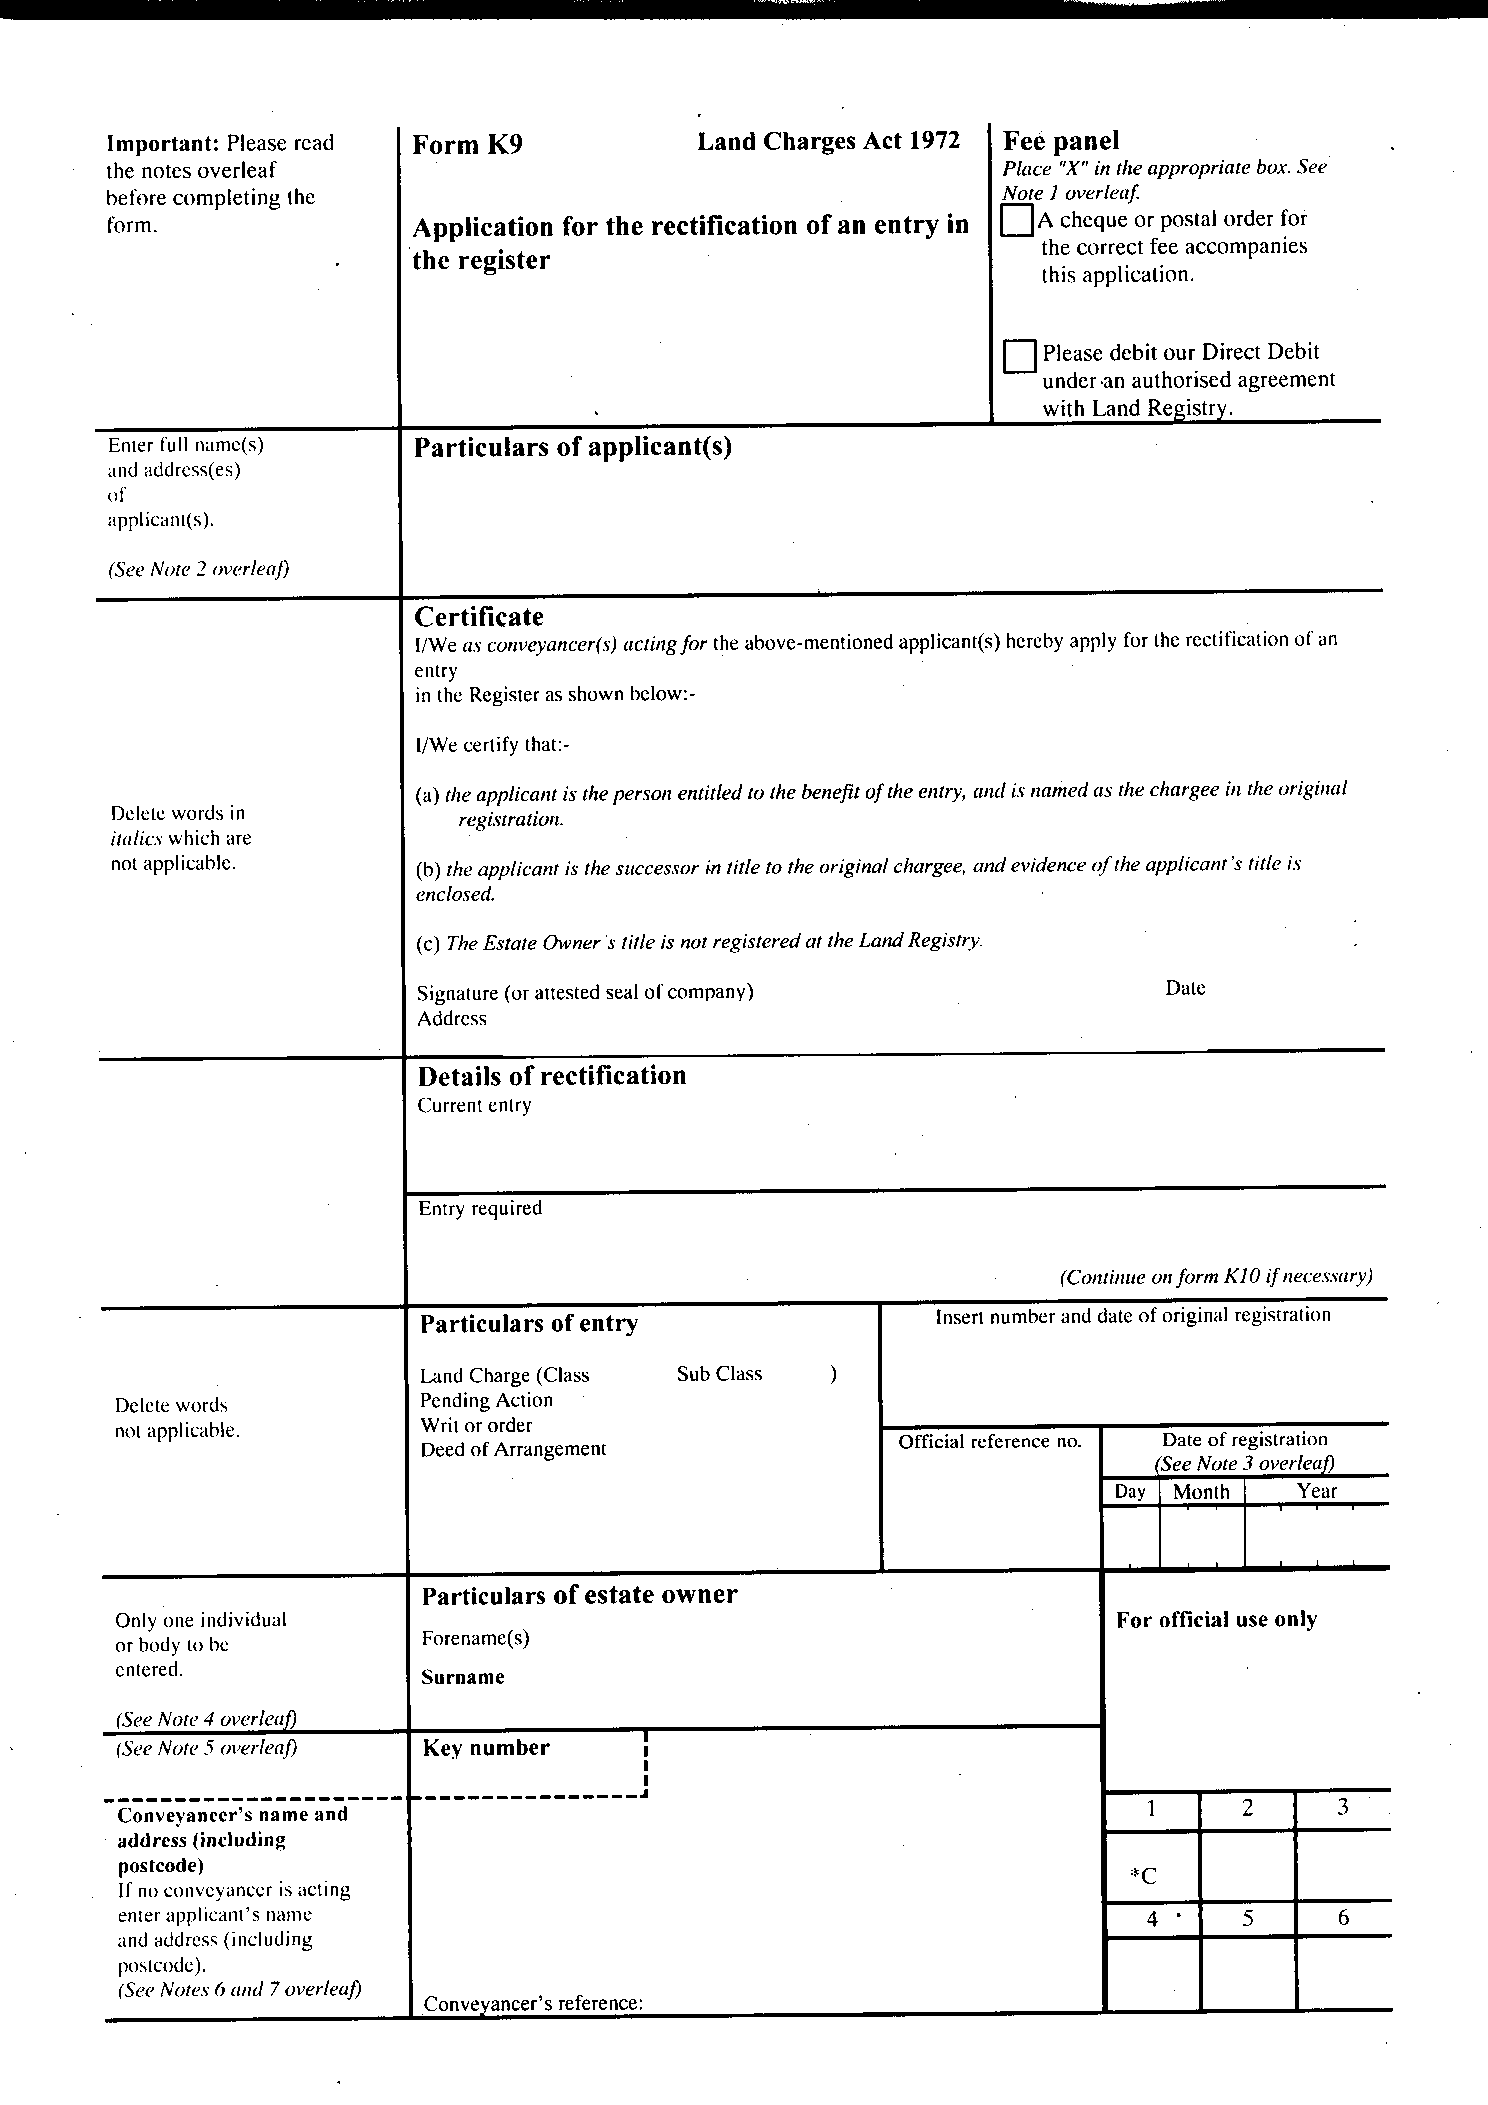 Important: Please read
the notes overleaf
before completing the
form.
Form K9 Land Charges Act 1972
Application for the rectification of an entry in
the register
Fee panel
Place "X" in the appropriate box. See
Note 1 overleaf.
A cheque or postal order for
the correct fee accompanies
this application.
Please debit our Direct Debit
under an authorised agreement
with Land Registry.
Enter full name(s)
and address(es)
of
applicant(s).
(See Note 2 overleaf)
Particulars of applicant(s)
Certificate
I/We as conveyancer(s) acting for the above-mentioned applicant(s) hereby apply for the rectification of an
entry
in the Register as shown below:-
I/We certify that:-
(a) the applicant is the person entitled to the benefit of the entry, and is named as the chargee in the original
registration.
(b) the applicant is the successor in title to the original chargee, and evidence of the applicant's title is
enclosed.
(c) The Estate Owner's title is not registered at the Land Registry.
Signature (or attested seal of company) Date
Address
Delete words in
italics which are
not applicable.
Details of rectification
Current entry
Entry required
(Continue on form K10 if necessary)
Delete words
not applicable.
Particulars of entry
Land Charge (Class Sub Class )
Pending Action
Writ or order
Deed of Arrangement
Insert number and date of original registration
Official reference no.
Date of registration
(See Note 3 overleaf)
Day Month Year
Only one individual
or body to be
entered.
(See Note 4 overleaf)
Particulars of estate owner
Forename(s)
Surname
For official use only
(See Note 5 overleaf)
Key number
Conveyancer's name and
address (including
postcode)
If no conveyancer is acting
enter applicant's name
and address (including
postcode).
(See Notes 6 and 7 overleaf)
Conveyancer's reference:
1 2 3
*C
4 5 6